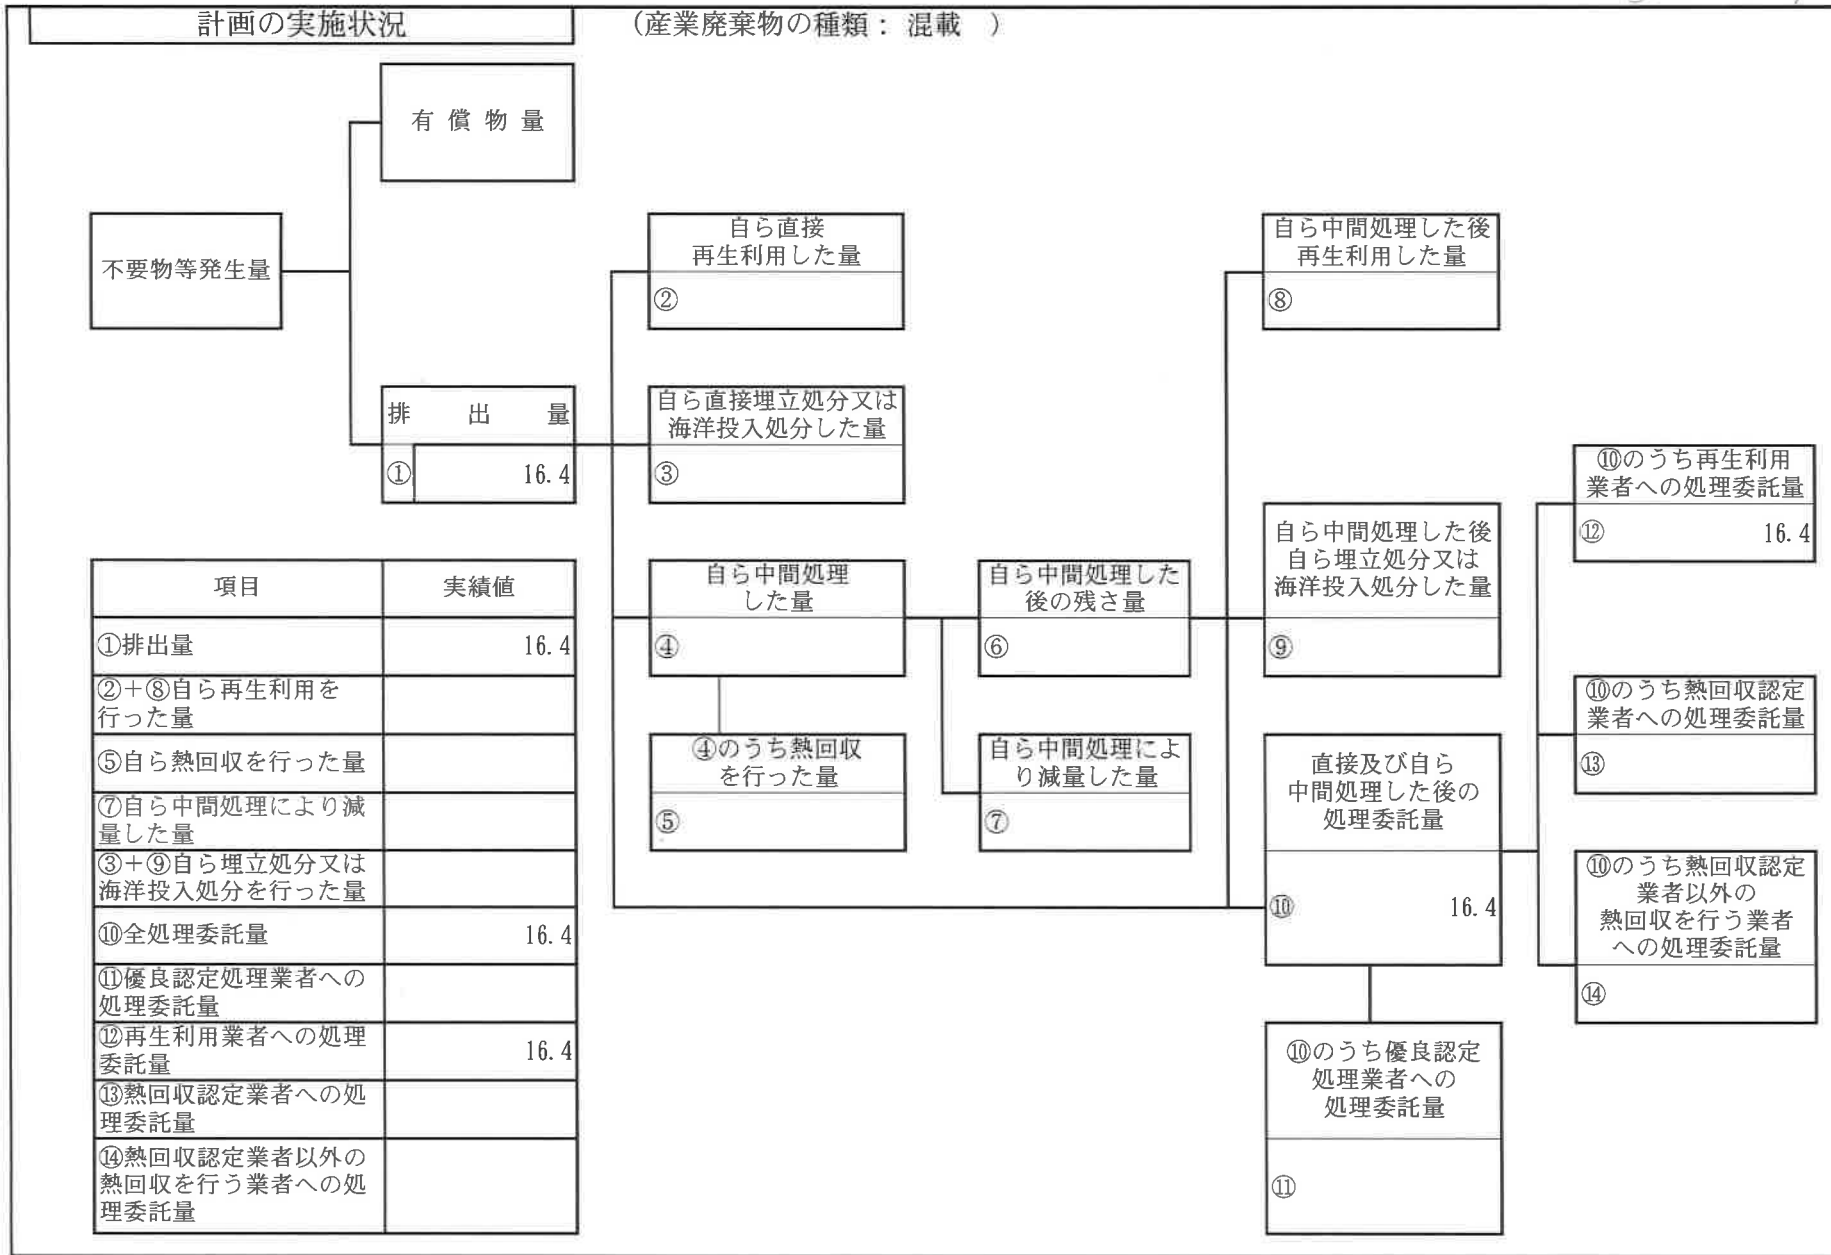 計画の実施状況
(産業廃棄物の種類： 混載 )
有 償 物 量
不要物等発生量
排 出 量
① 16.4
自ら直接
再生利用した量
②
自ら直接埋立処分又は
海洋投入処分した量
③
自ら中間処理
した量
④
④のうち熱回収
を行った量
⑤
自ら中間処理した
後の残さ量
⑥
自ら中間処理によ
り減量した量
⑦
自ら中間処理した後
再生利用した量
⑧
自ら中間処理した後
自ら埋立処分又は
海洋投入処分した量
⑨
直接及び自ら
中間処理した後の
処理委託量
⑩ 16.4
⑩のうち優良認定
処理業者への
処理委託量
⑪
⑩のうち再生利用
業者への処理委託量
⑫ 16.4
⑩のうち熱回収認定
業者への処理委託量
⑬
⑩のうち熱回収認定
業者以外の
熱回収を行う業者
への処理委託量
⑭
項目 実績値
①排出量 16.4
②＋⑧自ら再生利用を
行った量
⑤自ら熱回収を行った量
⑦自ら中間処理により減
量した量
③＋⑨自ら埋立処分又は
海洋投入処分を行った量
⑩全処理委託量 16.4
⑪優良認定処理業者への
処理委託量
⑫再生利用業者への処理
委託量 16.4
⑬熱回収認定業者への処
理委託量
⑭熱回収認定業者以外の
熱回収を行う業者への処
理委託量